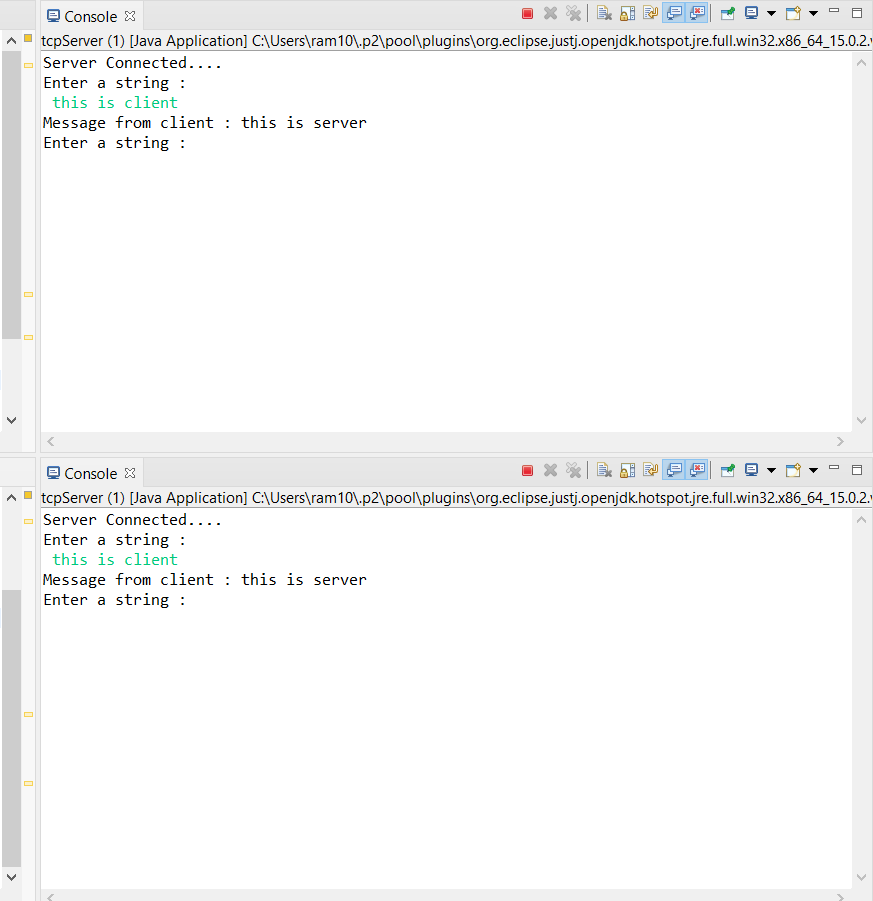 Console
tcpServer (1) [Java Application] C:\Users\ram10\.p2\pool\plugins\org.eclipse.justj.openjdk.hotspot.jre.full.win32.x86_64_15.0.2.v
Server Connected....
Enter a string :
 this is client
Message from client : this is server
Enter a string :
Console
tcpServer (1) [Java Application] C:\Users\ram10\.p2\pool\plugins\org.eclipse.justj.openjdk.hotspot.jre.full.win32.x86_64_15.0.2.v
Server Connected....
Enter a string :
 this is client
Message from client : this is server
Enter a string :